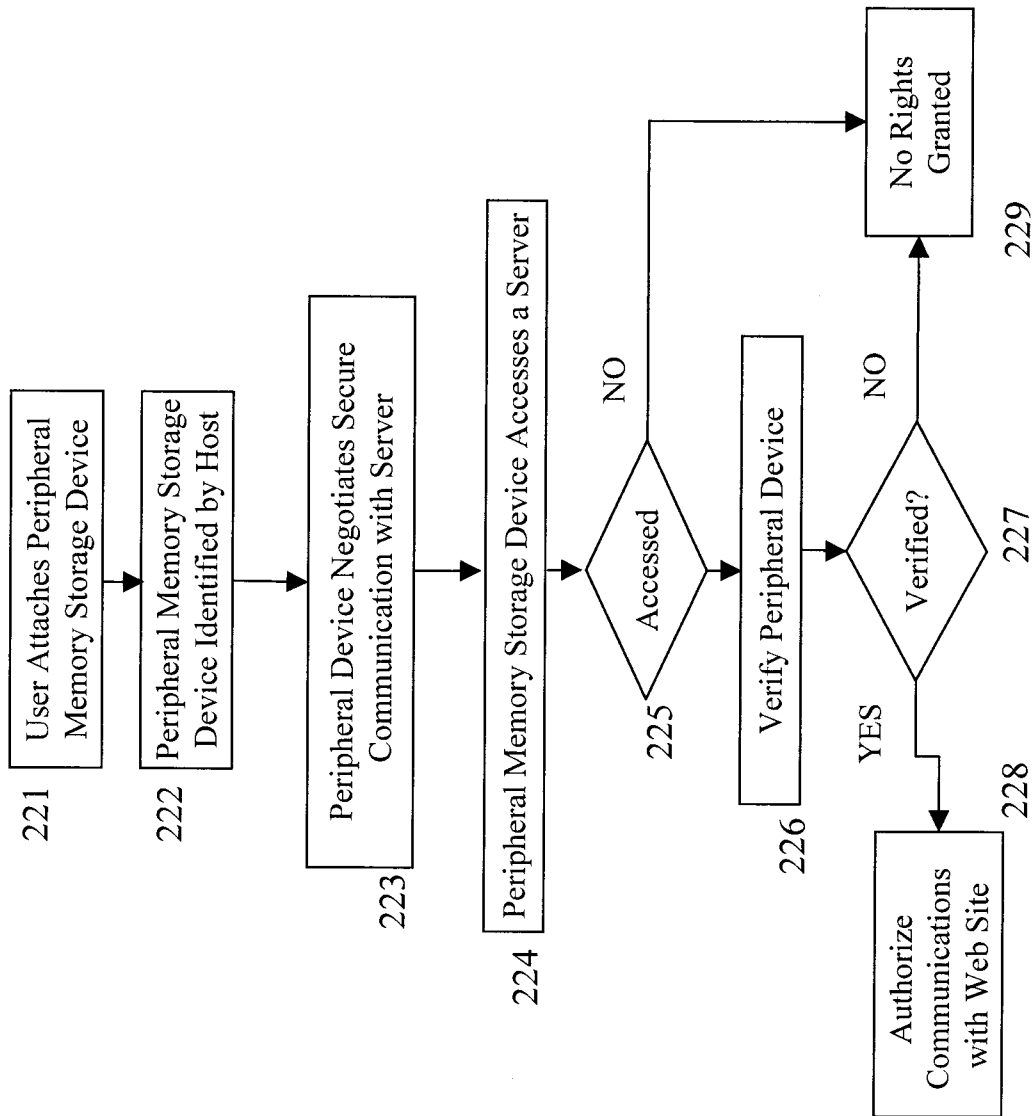 221
User Attaches Peripheral
Memory Storage Device
222
Peripheral Memory Storage
Device Identified by Host
223
Peripheral Device Negotiates Secure
Communication with Server
224
Peripheral Memory Storage Device Accesses a Server
225
Accessed
NO
226
Verify Peripheral Device
227
Verified?
YES
NO
228
Authorize
Communications
with Web Site
229
No Rights
Granted